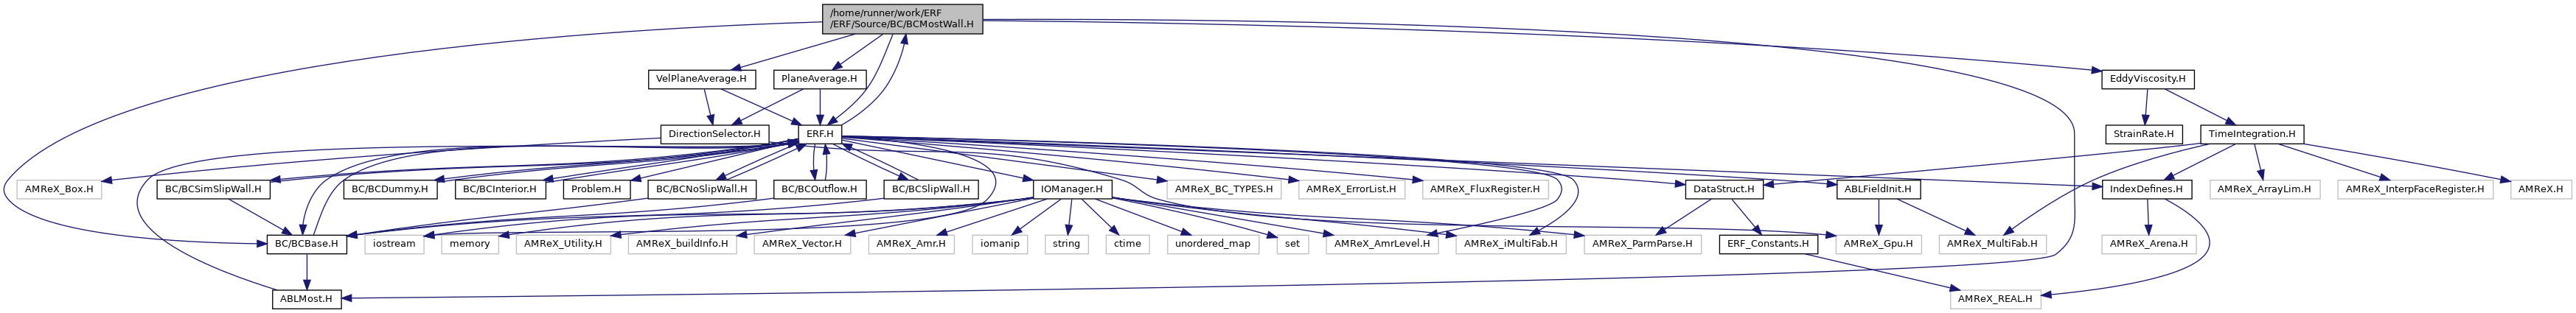 /home/runner/work/ERF
/ERF/Source/BC/BCMostWall.H
VelPlaneAverage.H
PlaneAverage.H
EddyViscosity.H
DirectionSelector.H
ERF.H
StrainRate.H
TimeIntegration.H
AMReX_Box.H
BC/BCSimSlipWall.H
BC/BCDummy.H
BC/BCInterior.H
Problem.H
BC/BCNoSlipWall.H
BC/BCOutflow.H
BC/BCSlipWall.H
IOManager.H
AMReX_BC_TYPES.H
AMReX_ErrorList.H
AMReX_FluxRegister.H
DataStruct.H
ABLFieldInit.H
IndexDefines.H
AMReX_ArrayLim.H
AMReX_InterpFaceRegister.H
AMReX.H
BC/BCBase.H
iostream
memory
AMReX_Utility.H
AMReX_buildInfo.H
AMReX_Vector.H
AMReX_Amr.H
iomanip
string
ctime
unordered_map
set
AMReX_AmrLevel.H
AMReX_iMultiFab.H
AMReX_ParmParse.H
ERF_Constants.H
AMReX_Gpu.H
AMReX_MultiFab.H
AMReX_Arena.H
ABLMost.H
AMReX_REAL.H